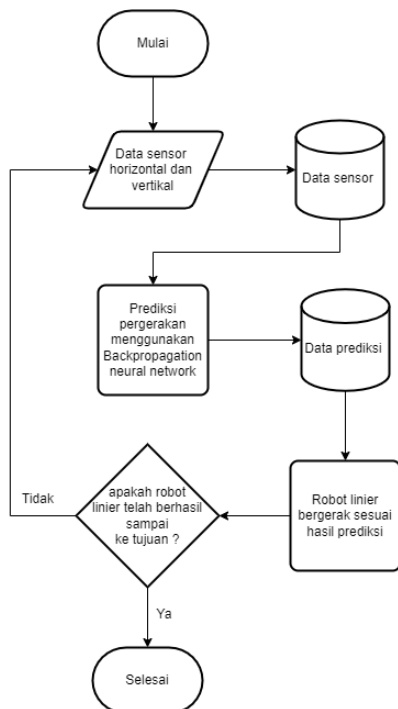 Mulai
Data sensor
horizontal dan
vertikal
Data sensor
Prediksi
pergerakan
menggunakan
Backpropagation
neural network
Data prediksi
Robot linier
bergerak sesuai
hasil prediksi
apakah robot
linier telah berhasil
sampai
ke tujuan ?
Tidak
Ya
Selesai